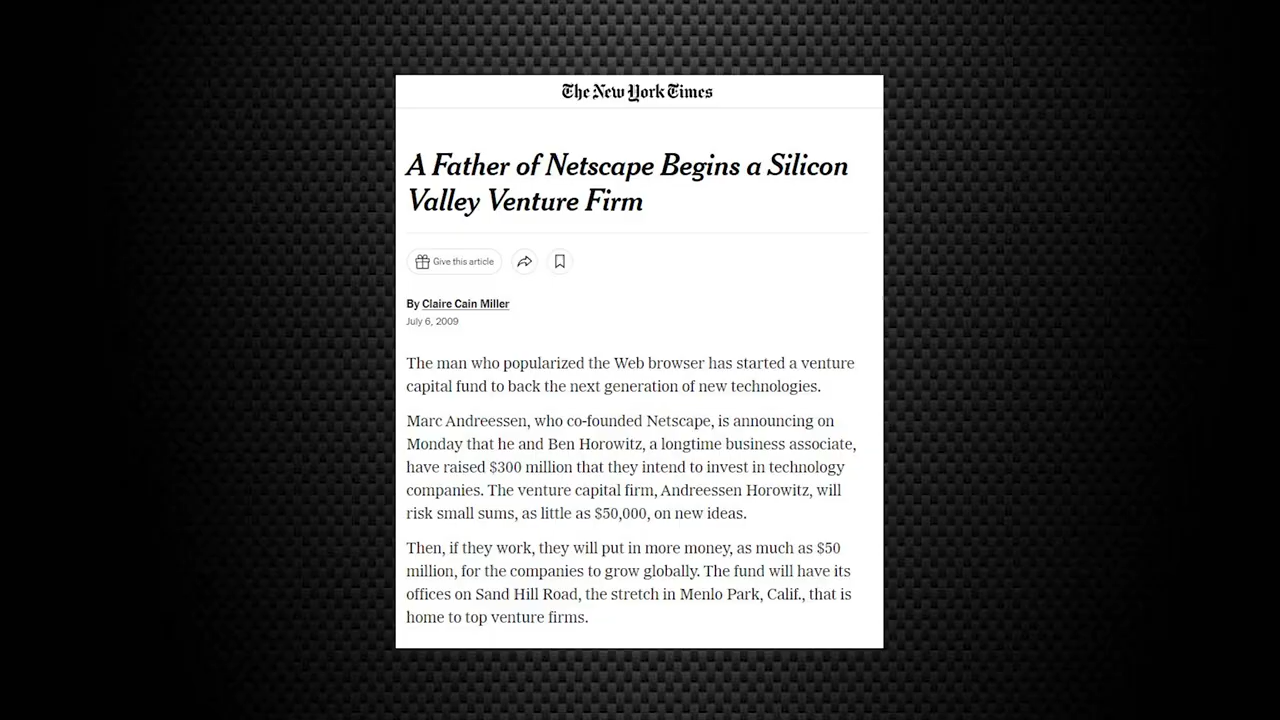 The New York Times
A Father of Netscape Begins a Silicon
Valley Venture Firm
Give this article
By Claire Cain Miller
July 6, 2009
The man who popularized the Web browser has started a venture
capital fund to back the next generation of new technologies.
Marc Andreessen, who co-founded Netscape, is announcing on
Monday that he and Ben Horowitz, a longtime business associate,
have raised $300 million that they intend to invest in technology
companies. The venture capital firm, Andreessen Horowitz, will
risk small sums, as little as $50,000, on new ideas.
Then, if they work, they will put in more money, as much as $50
million, for the companies to grow globally. The fund will have its
offices on Sand Hill Road, the stretch in Menlo Park, Calif., that is
home to top venture firms.